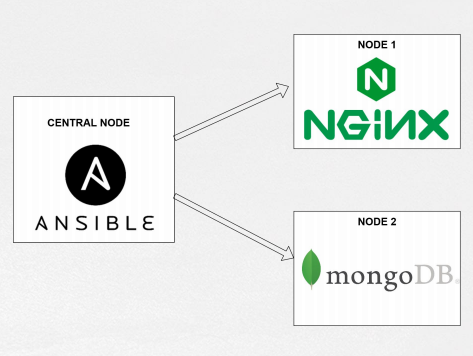 CENTRAL NODE
A
ANSIBLE
NODE 1
N
NGiNX
NODE 2
mongoDB®